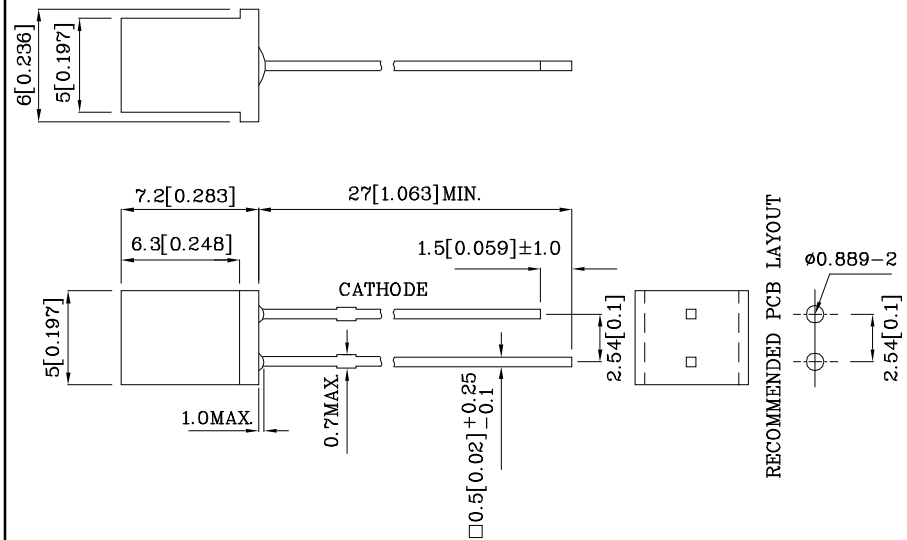 6[0.236]
5[0.197]
7.2[0.283]
27[1.063]MIN.
6.3[0.248]
1.5[0.059]±1.0
CATHODE
5[0.197]
1.0MAX.
0.7MAX.
□0.5[0.02]+0.25
-0.1
2.54[0.1]
RECOMMENDED PCB LAYOUT
ø0.889-2
2.54[0.1]